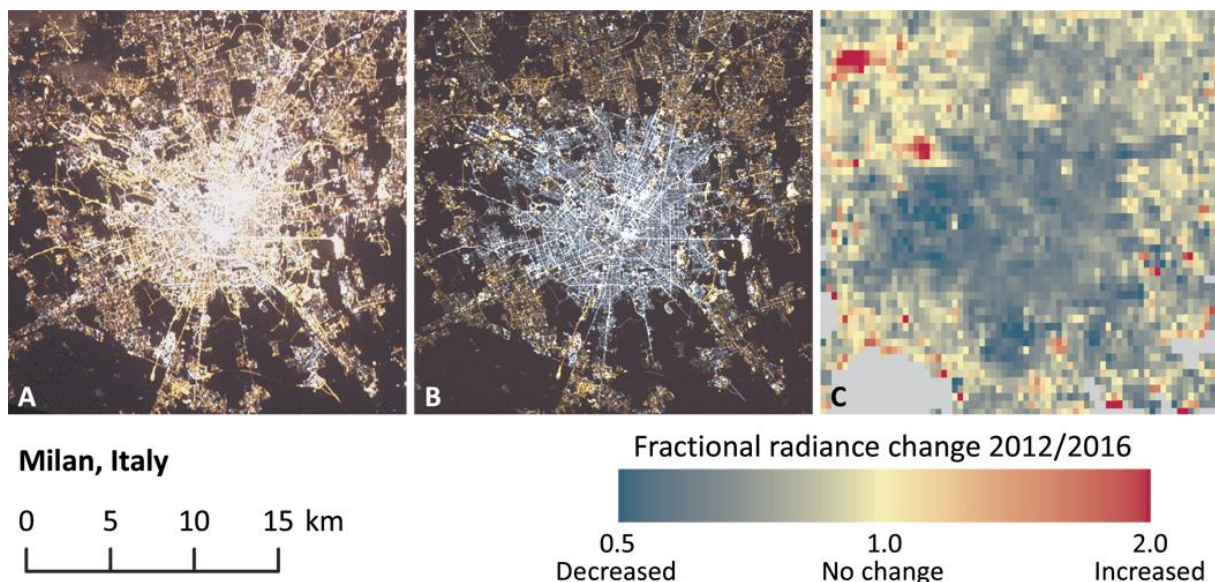 A
B
C
Milan, Italy
0 5 10 15 km
Fractional radiance change 2012/2016
0.5 1.0 2.0
Decreased No change Increased